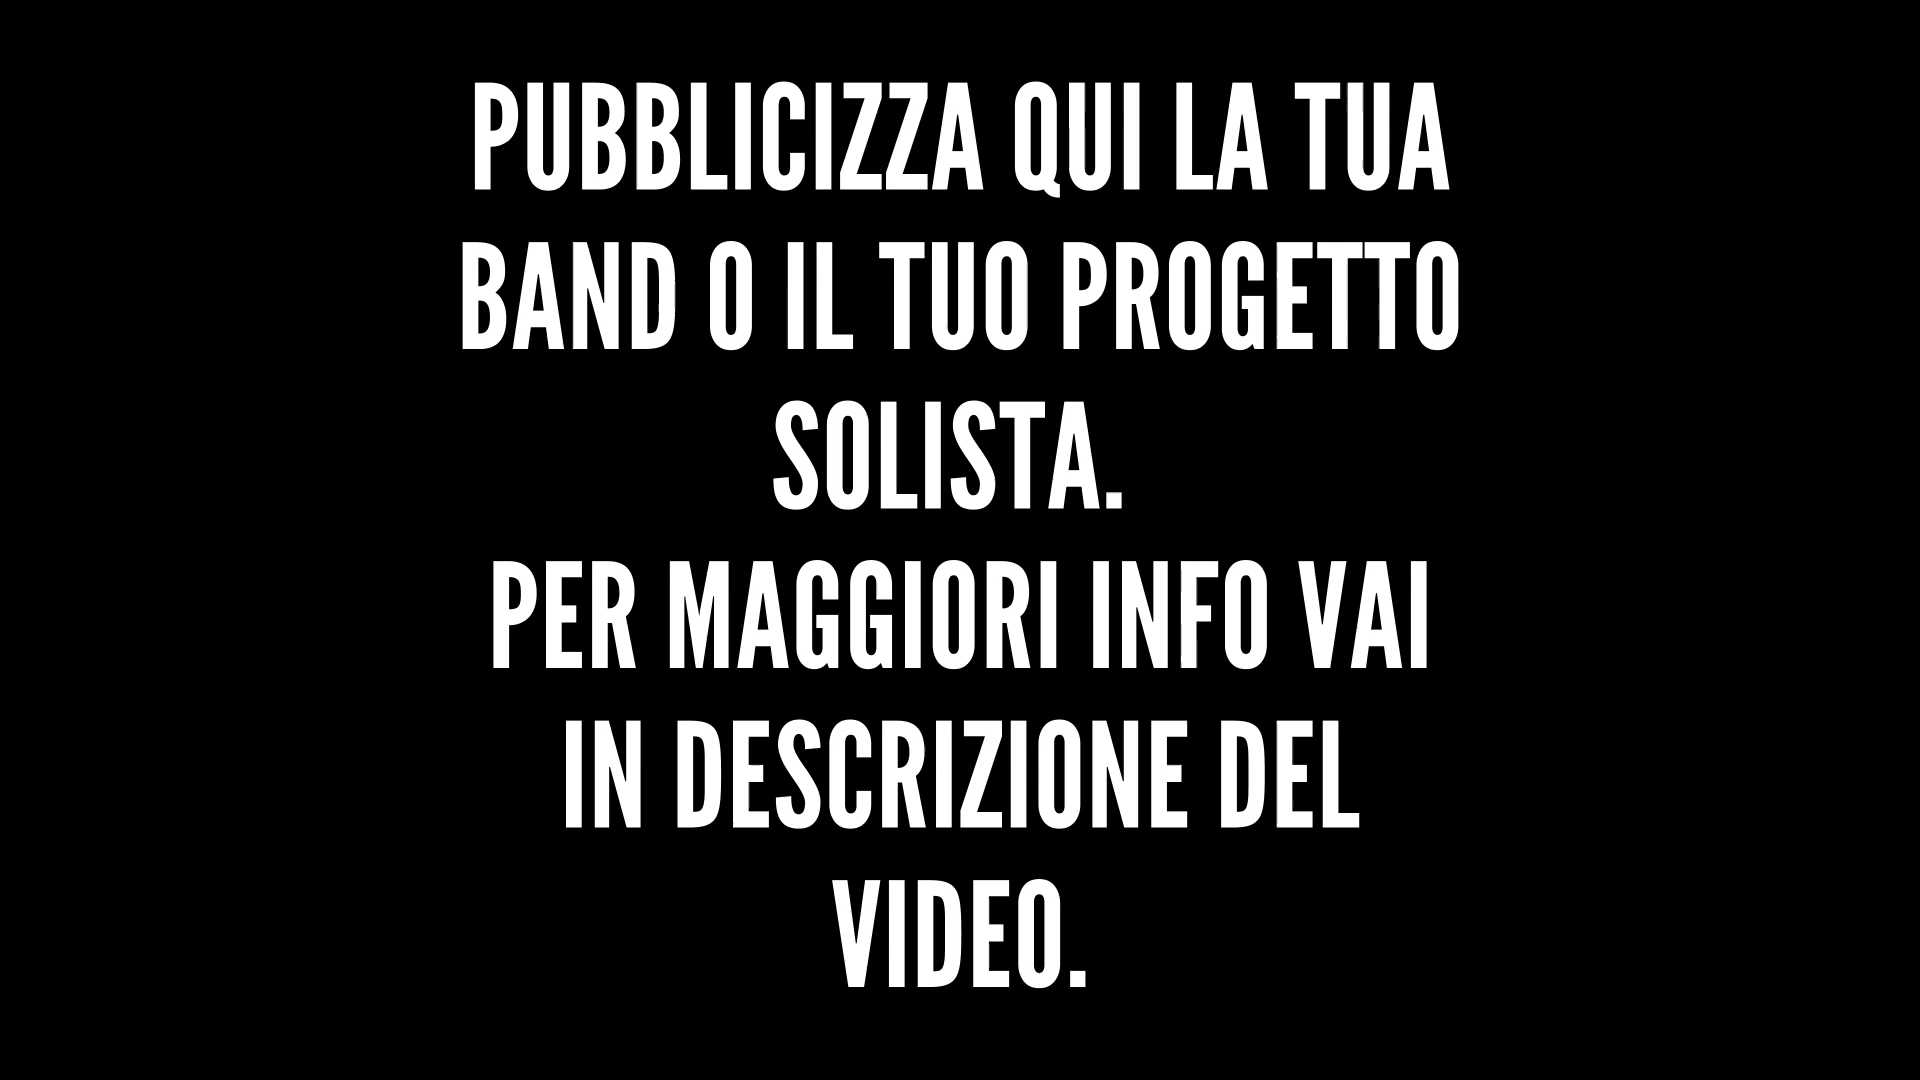 PUBBLICIZZA QUI LA TUA
BAND O IL TUO PROGETTO
SOLISTA.
PER MAGGIORI INFO VAI
IN DESCRIZIONE DEL
VIDEO.